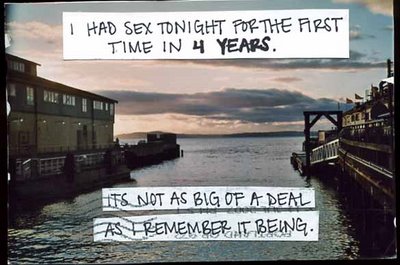 I HAD SEX TONIGHT FOR THE FIRST
TIME IN 4 YEARS.
IT'S NOT AS BIG OF A DEAL
AS I REMEMBER IT BEING.